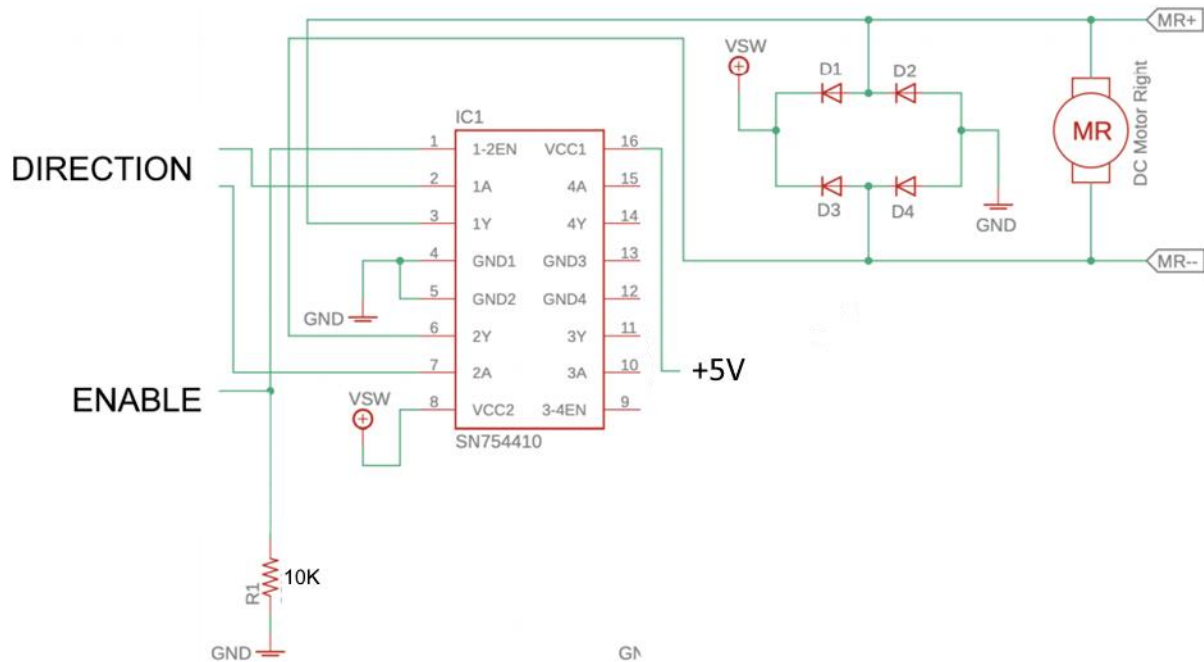 MR+
VSW
D1
D2
IC1
DC Motor Right
MR
1 1-2EN VCC1 16
DIRECTION
2 1A 4A 15
3 1Y 4Y 14
D3
D4
GND
4 GND1 GND3 13
MR--
5 GND2 GND4 12
GND
6 2Y 3Y 11
7 2A 3A 10
+5V
ENABLE
VSW
8 VCC2 3-4EN 9
SN754410
R1
10K
GND